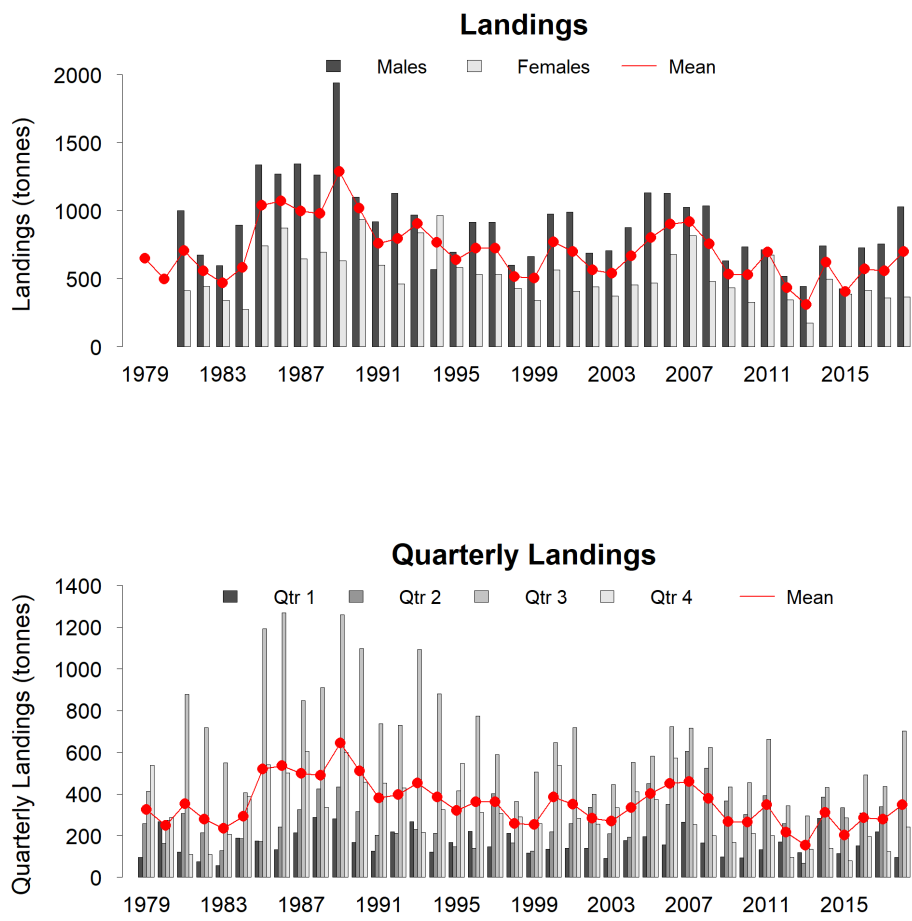 Landings
Males Females Mean
Landings (tonnes)
2000
1500
1000
500
0
1979 1983 1987 1991 1995 1999 2003 2007 2011 2015
Quarterly Landings
Qtr 1 Qtr 2 Qtr 3 Qtr 4 Mean
Quarterly Landings (tonnes)
1400
1200
1000
800
600
400
200
0
1979 1983 1987 1991 1995 1999 2003 2007 2011 2015